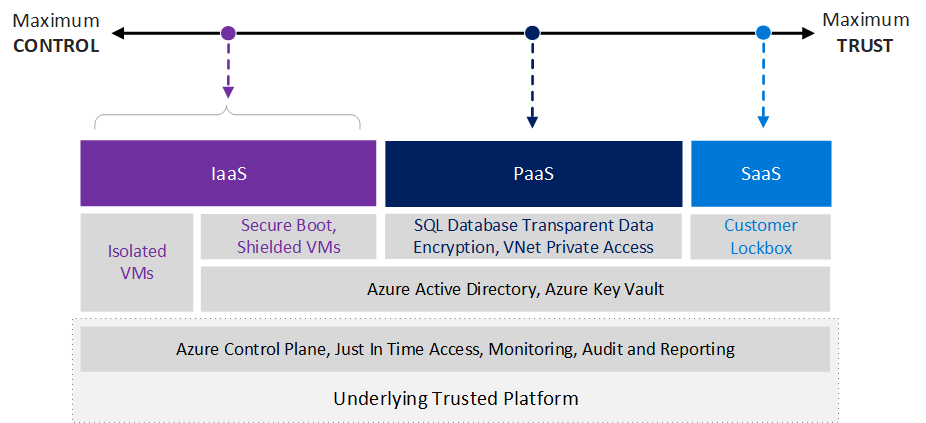 Maximum
CONTROL
Maximum
TRUST
IaaS
PaaS
SaaS
Isolated
VMs
Secure Boot,
Shielded VMs
SQL Database Transparent Data
Encryption, VNet Private Access
Customer
Lockbox
Azure Active Directory, Azure Key Vault
Azure Control Plane, Just In Time Access, Monitoring, Audit and Reporting
Underlying Trusted Platform